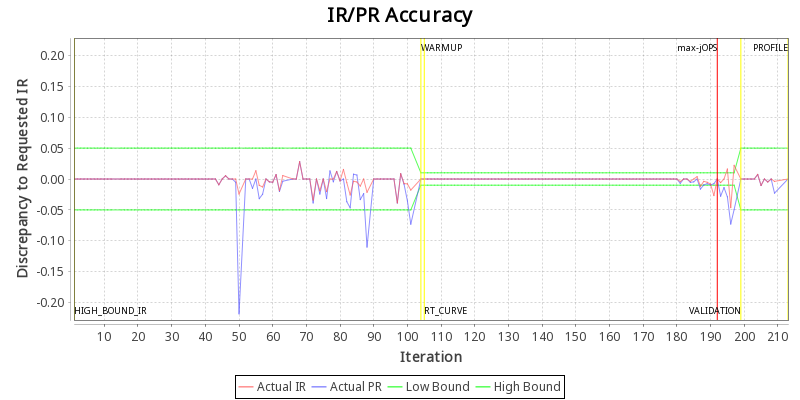 IR/PR Accuracy
Discrepancy to Requested IR
0.20
0.15
0.10
0.05
0.00
-0.05
-0.10
-0.15
-0.20
WARMUP
max-jOPS
PROFILE
HIGH_BOUND_IR
RT_CURVE
VALIDATION
10 20 30 40 50 60 70 80 90 100 110 120 130 140 150 160 170 180 190 200 210
Iteration
Actual IR Actual PR Low Bound High Bound